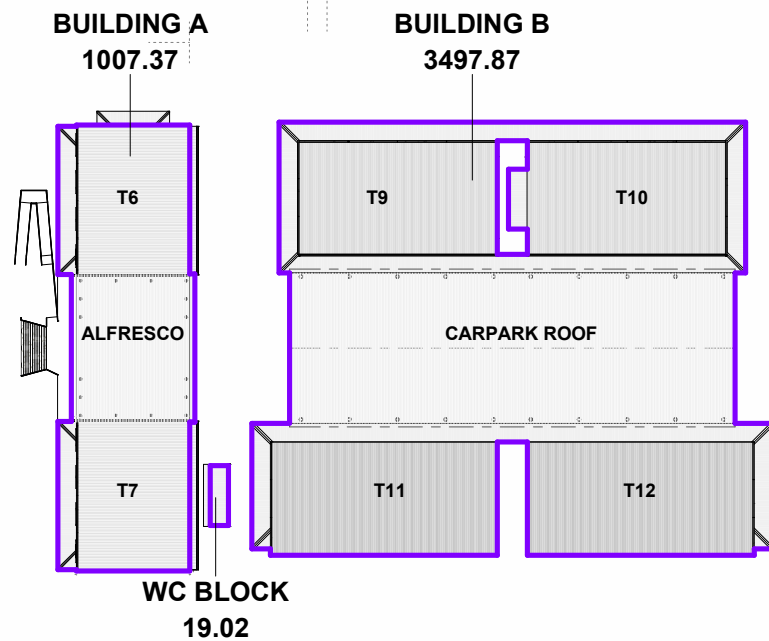 BUILDING A
1007.37
BUILDING B
3497.87
T6
T9
T10
ALFRESCO
CARPARK ROOF
T7
T11
T12
WC BLOCK
19.02